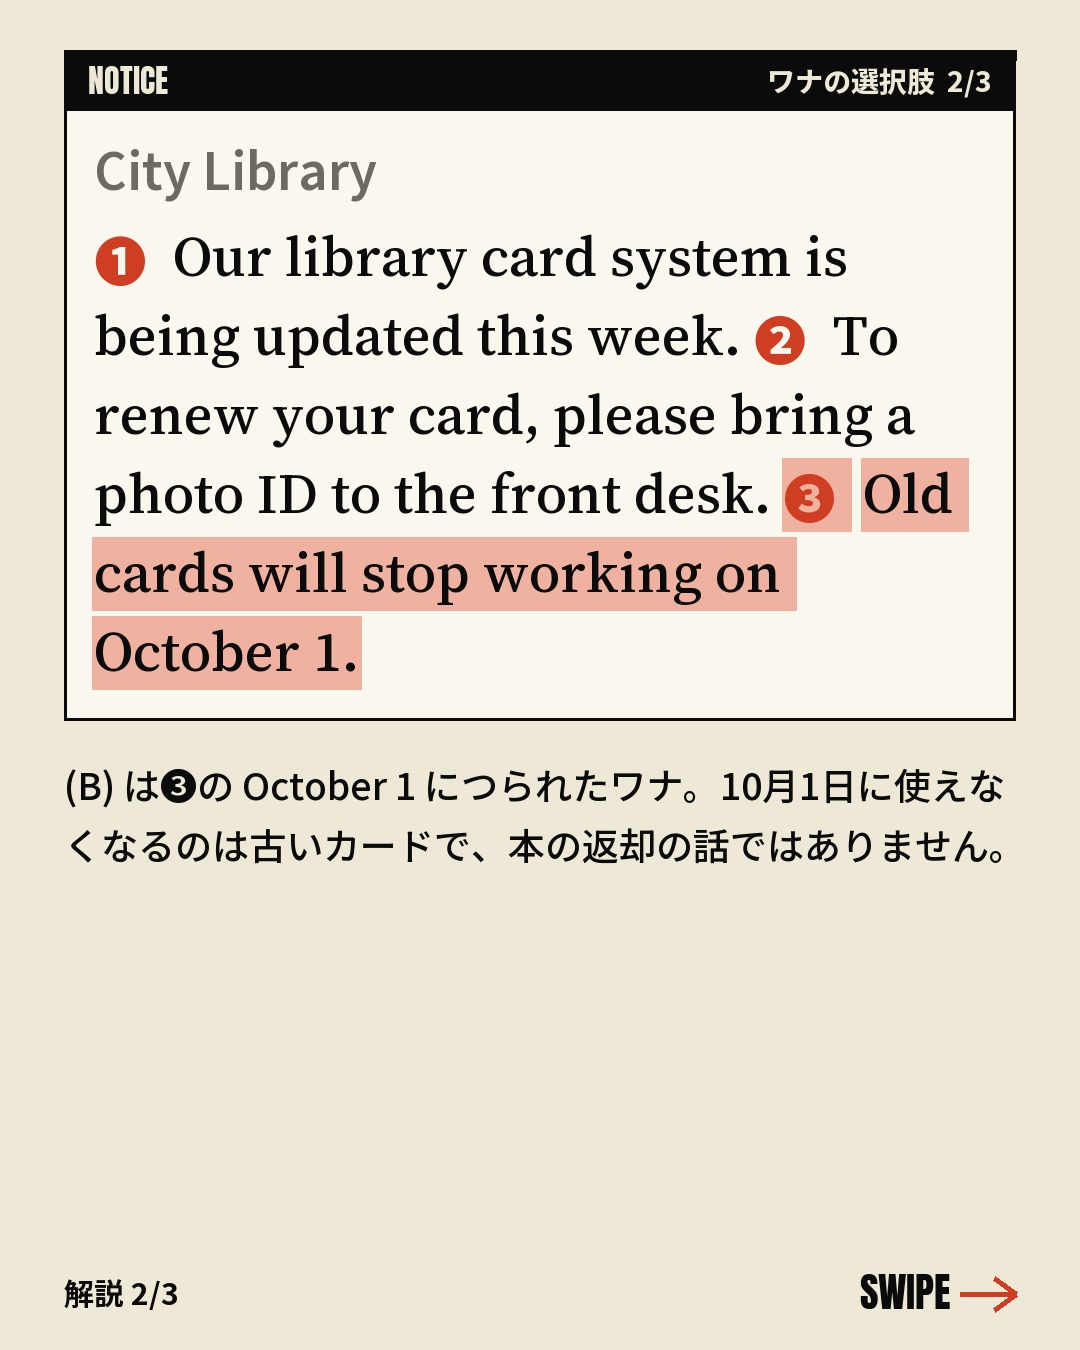 NOTICE
ワナの選択肢 2/3
City Library
❶ Our library card system is
being updated this week. ❷ To
renew your card, please bring a
photo ID to the front desk. ❸ Old
cards will stop working on
October 1.
(B) は❸の October 1 につられたワナ。10月1日に使えな
くなるのは古いカードで、本の返却の話ではありません。
解説 2/3
SWIPE →